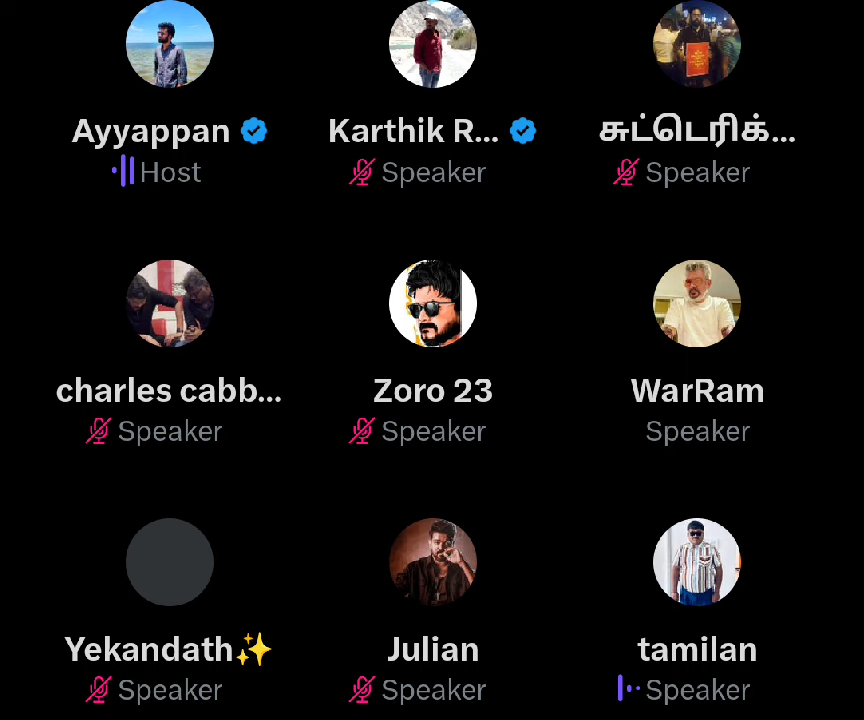 Ayyappan Karthik R... சுட்டெரிக்...
Host Speaker Speaker
charles cabb... Zoro 23 WarRam
Speaker Speaker Speaker
Yekandath✨ Julian tamilan
Speaker Speaker Speaker